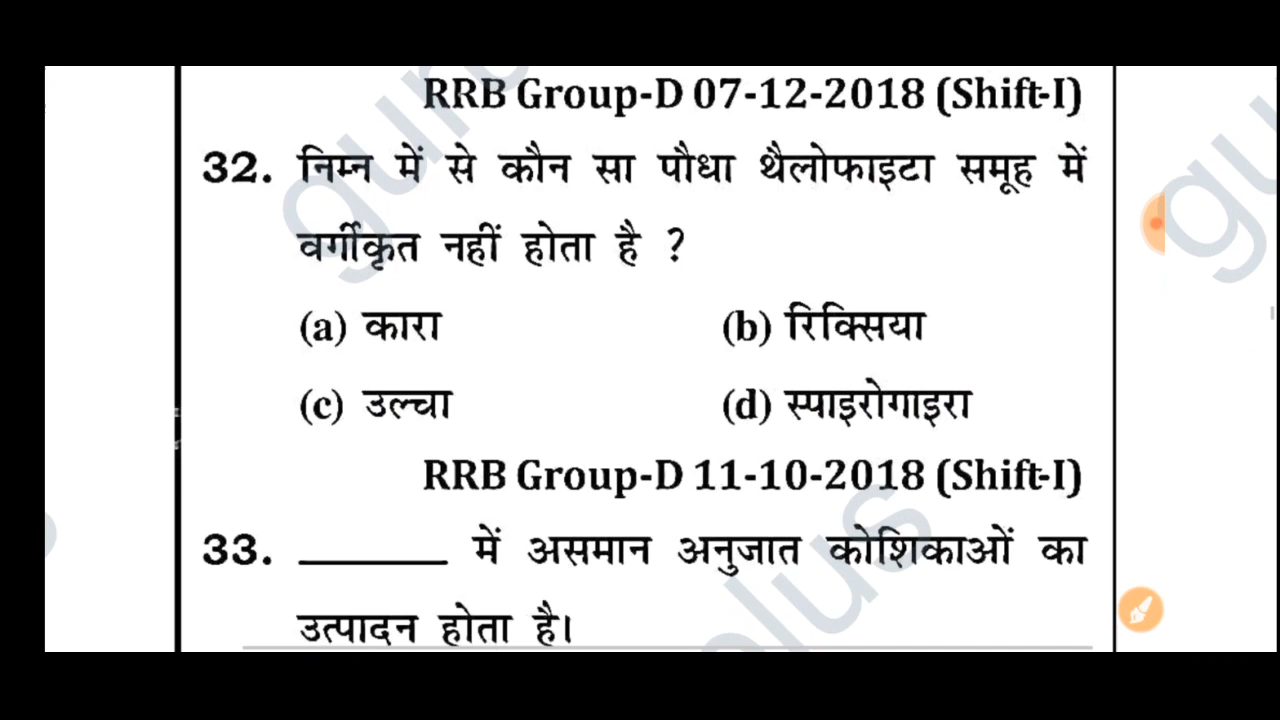 RRB Group-D 07-12-2018 (Shift-I)
32. निम्न में से कौन सा पौधा थैलोफाइटा समूह में
वर्गीकृत नहीं होता है ?
(a) कारा (b) रिक्सिया
(c) उल्चा (d) स्पाइरोगाइरा
RRB Group-D 11-10-2018 (Shift-I)
33. ________ में असमान अनुजात कोशिकाओं का
उत्पादन होता है।